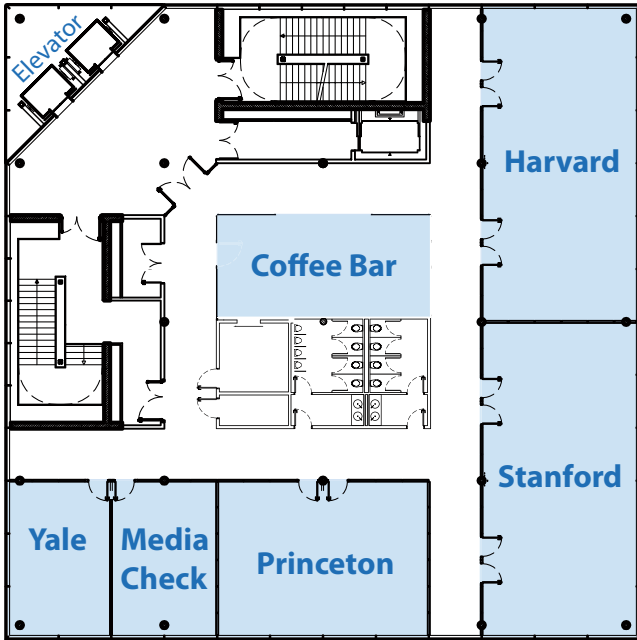 Elevator
Harvard
Coffee Bar
Stanford
Yale
Media
Check
Princeton